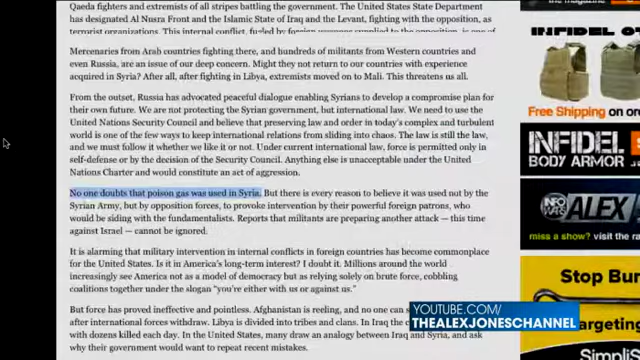 Qaeda fighters and extremists of all stripes battling the government. The United States State Department
has designated Al Nusra Front and the Islamic State of Iraq and the Levant, fighting with the opposition, as
terrorist organizations. This internal conflict, fueled by foreign weapons supplied to the opposition, is one of
Mercenaries from Arab countries fighting there, and hundreds of militants from Western countries and
even Russia, are an issue of our deep concern. Might they not return to our countries with experience
acquired in Syria? After all, after fighting in Libya, extremists moved on to Mali. This threatens us all.
From the outset, Russia has advocated peaceful dialogue enabling Syrians to develop a compromise plan for
their own future. We are not protecting the Syrian government, but international law. We need to use the
United Nations Security Council and believe that preserving law and order in today's complex and turbulent
world is one of the few ways to keep international relations from sliding into chaos. The law is still the law,
and we must follow it whether we like it or not. Under current international law, force is permitted only in
self-defense or by the decision of the Security Council. Anything else is unacceptable under the United
Nations Charter and would constitute an act of aggression.
No one doubts that poison gas was used in Syria. But there is every reason to believe it was used not by the
Syrian Army, but by opposition forces, to provoke intervention by their powerful foreign patrons, who
would be siding with the fundamentalists. Reports that militants are preparing another attack — this time
against Israel — cannot be ignored.
It is alarming that military intervention in internal conflicts in foreign countries has become commonplace
for the United States. Is it in America's long-term interest? I doubt it. Millions around the world
increasingly see America not as a model of democracy but as relying solely on brute force, cobbling
coalitions together under the slogan "you're either with us or against us."
But force has proved ineffective and pointless. Afghanistan is reeling, and no one can
after international forces withdraw. Libya is divided into tribes and clans. In Iraq the
with dozens killed each day. In the United States, many draw an analogy between Iraq and Syria, and ask
why their government would want to repeat recent mistakes.
the magazine
INFIDEL
Free Shipping on
INFIDEL
BODY ARMOR
ALEX
miss a show? visit the
Stop Buy
Targeting
SimpliS
YOUTUBE.COM/
THEALEXJONESCHANNEL